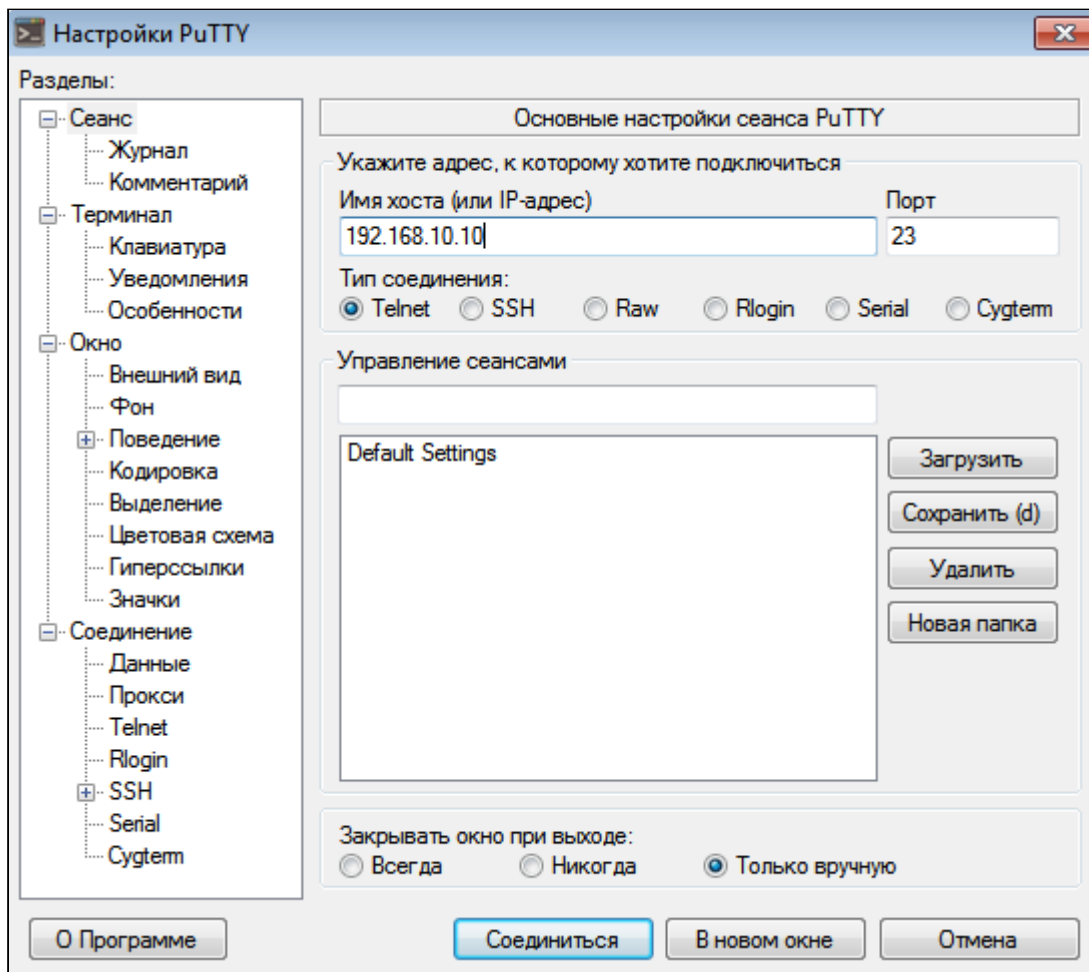 Настройки PuTTY
Разделы:
Сеанс
Журнал
Комментарий
Терминал
Клавиатура
Уведомления
Особенности
Окно
Внешний вид
Фон
Поведение
Кодировка
Выделение
Цветовая схема
Гиперссылки
Значки
Соединение
Данные
Прокси
Telnet
Rlogin
SSH
Serial
Cygterm
Основные настройки сеанса PuTTY
Укажите адрес, к которому хотите подключиться
Имя хоста (или IP-адрес) Порт
192.168.10.10 23
Тип соединения:
Telnet SSH Raw Rlogin Serial Cygterm
Управление сеансами
Default Settings
Загрузить
Сохранить (d)
Удалить
Новая папка
Закрывать окно при выходе:
Всегда Никогда Только вручную
О Программе Соединиться В новом окне Отмена